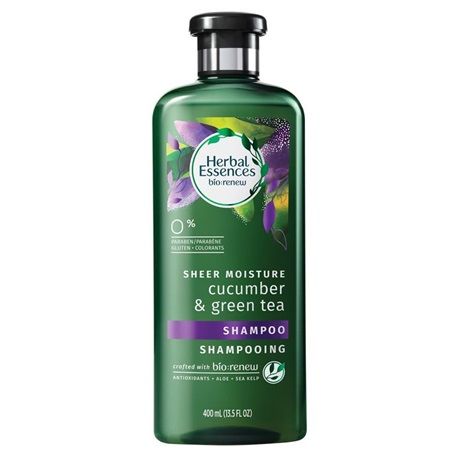 Herbal
Essences
bio:renew
0%
PARABEN/PARABÈNE
GLUTEN • COLORANTS
SHEER MOISTURE
cucumber
& green tea
SHAMPOO
SHAMPOOING
crafted with bio:renew
ANTIOXIDANTS • ALOE • SEA KELP
400 mL (13.5 FL OZ)